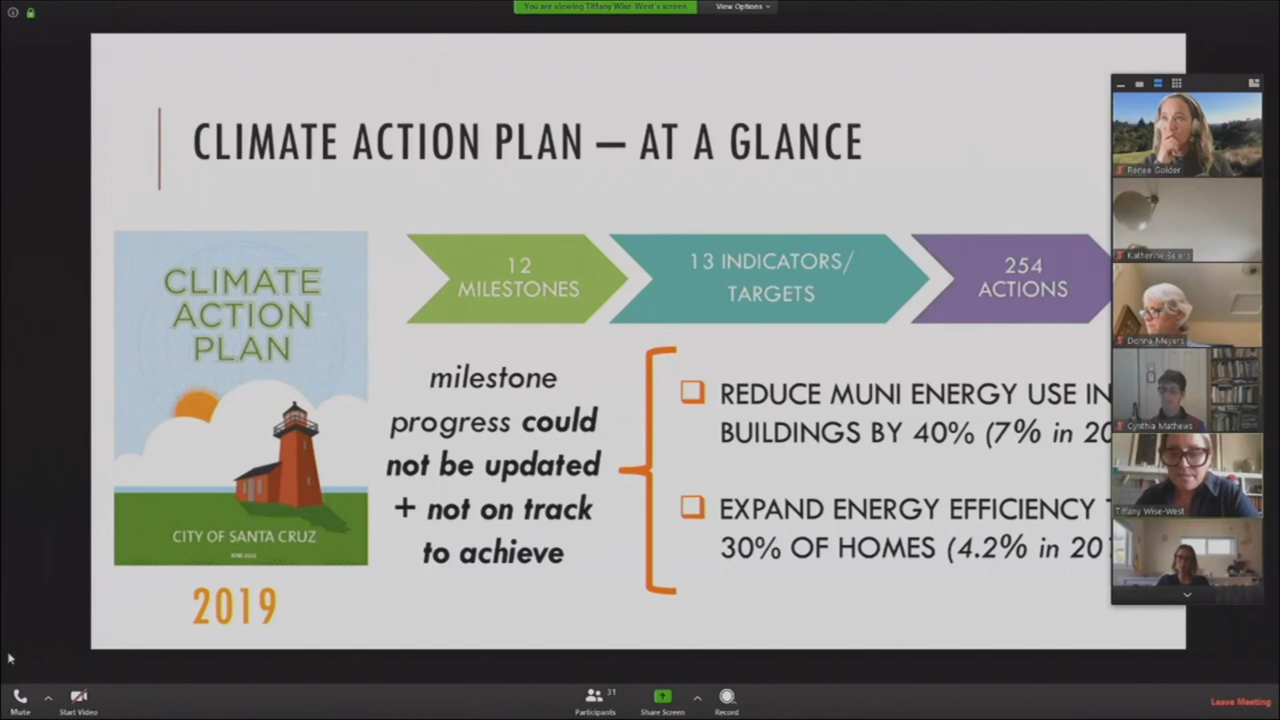 You are viewing Tiffany Wise-West's screen
View Options
CLIMATE ACTION PLAN – AT A GLANCE
CLIMATE
ACTION
PLAN
CITY OF SANTA CRUZ
2019
12
MILESTONES
13 INDICATORS/
TARGETS
254
ACTIONS
milestone
progress could
not be updated
+ not on track
to achieve
REDUCE MUNI ENERGY USE IN
BUILDINGS BY 40% (7% in 20
EXPAND ENERGY EFFICIENCY
30% OF HOMES (4.2% in 20
Renee Golder
Katherine Beiers
Donna Meyers
Cynthia Mathews
Tiffany Wise-West
Mute
Start Video
31
Participants
Share Screen
Record
Leave Meeting